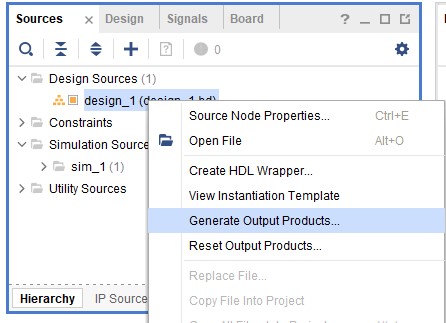 Sources Design Signals Board
0
Design Sources (1)
design_1 (design_1.bd)
Constraints
Simulation Source
sim_1 (1)
Utility Sources
Source Node Properties... Ctrl+E
Open File Alt+O
Create HDL Wrapper...
View Instantiation Template
Generate Output Products...
Reset Output Products...
Replace File...
Copy File Into Project
Hierarchy IP Source